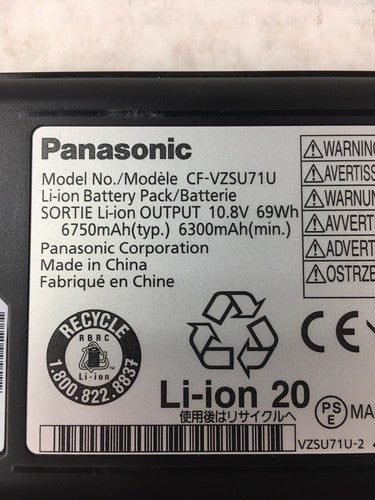 Panasonic
Model No./Modèle CF-VZSU71U
Li-ion Battery Pack/Batterie
SORTIE Li-ion OUTPUT 10.8V 69Wh
6750mAh(typ.) 6300mAh(min.)
Panasonic Corporation
Made in China
Fabriqué en Chine
WARNING
AVERTISS
WARNUN
AVVERT
ADVERT
OSTRZE
RECYCLE
RBRC
Li-ion
1.800.822.8837
Li-ion 20
使用後はリサイクルへ
CE
PS
E
MA
VZSU71U-2